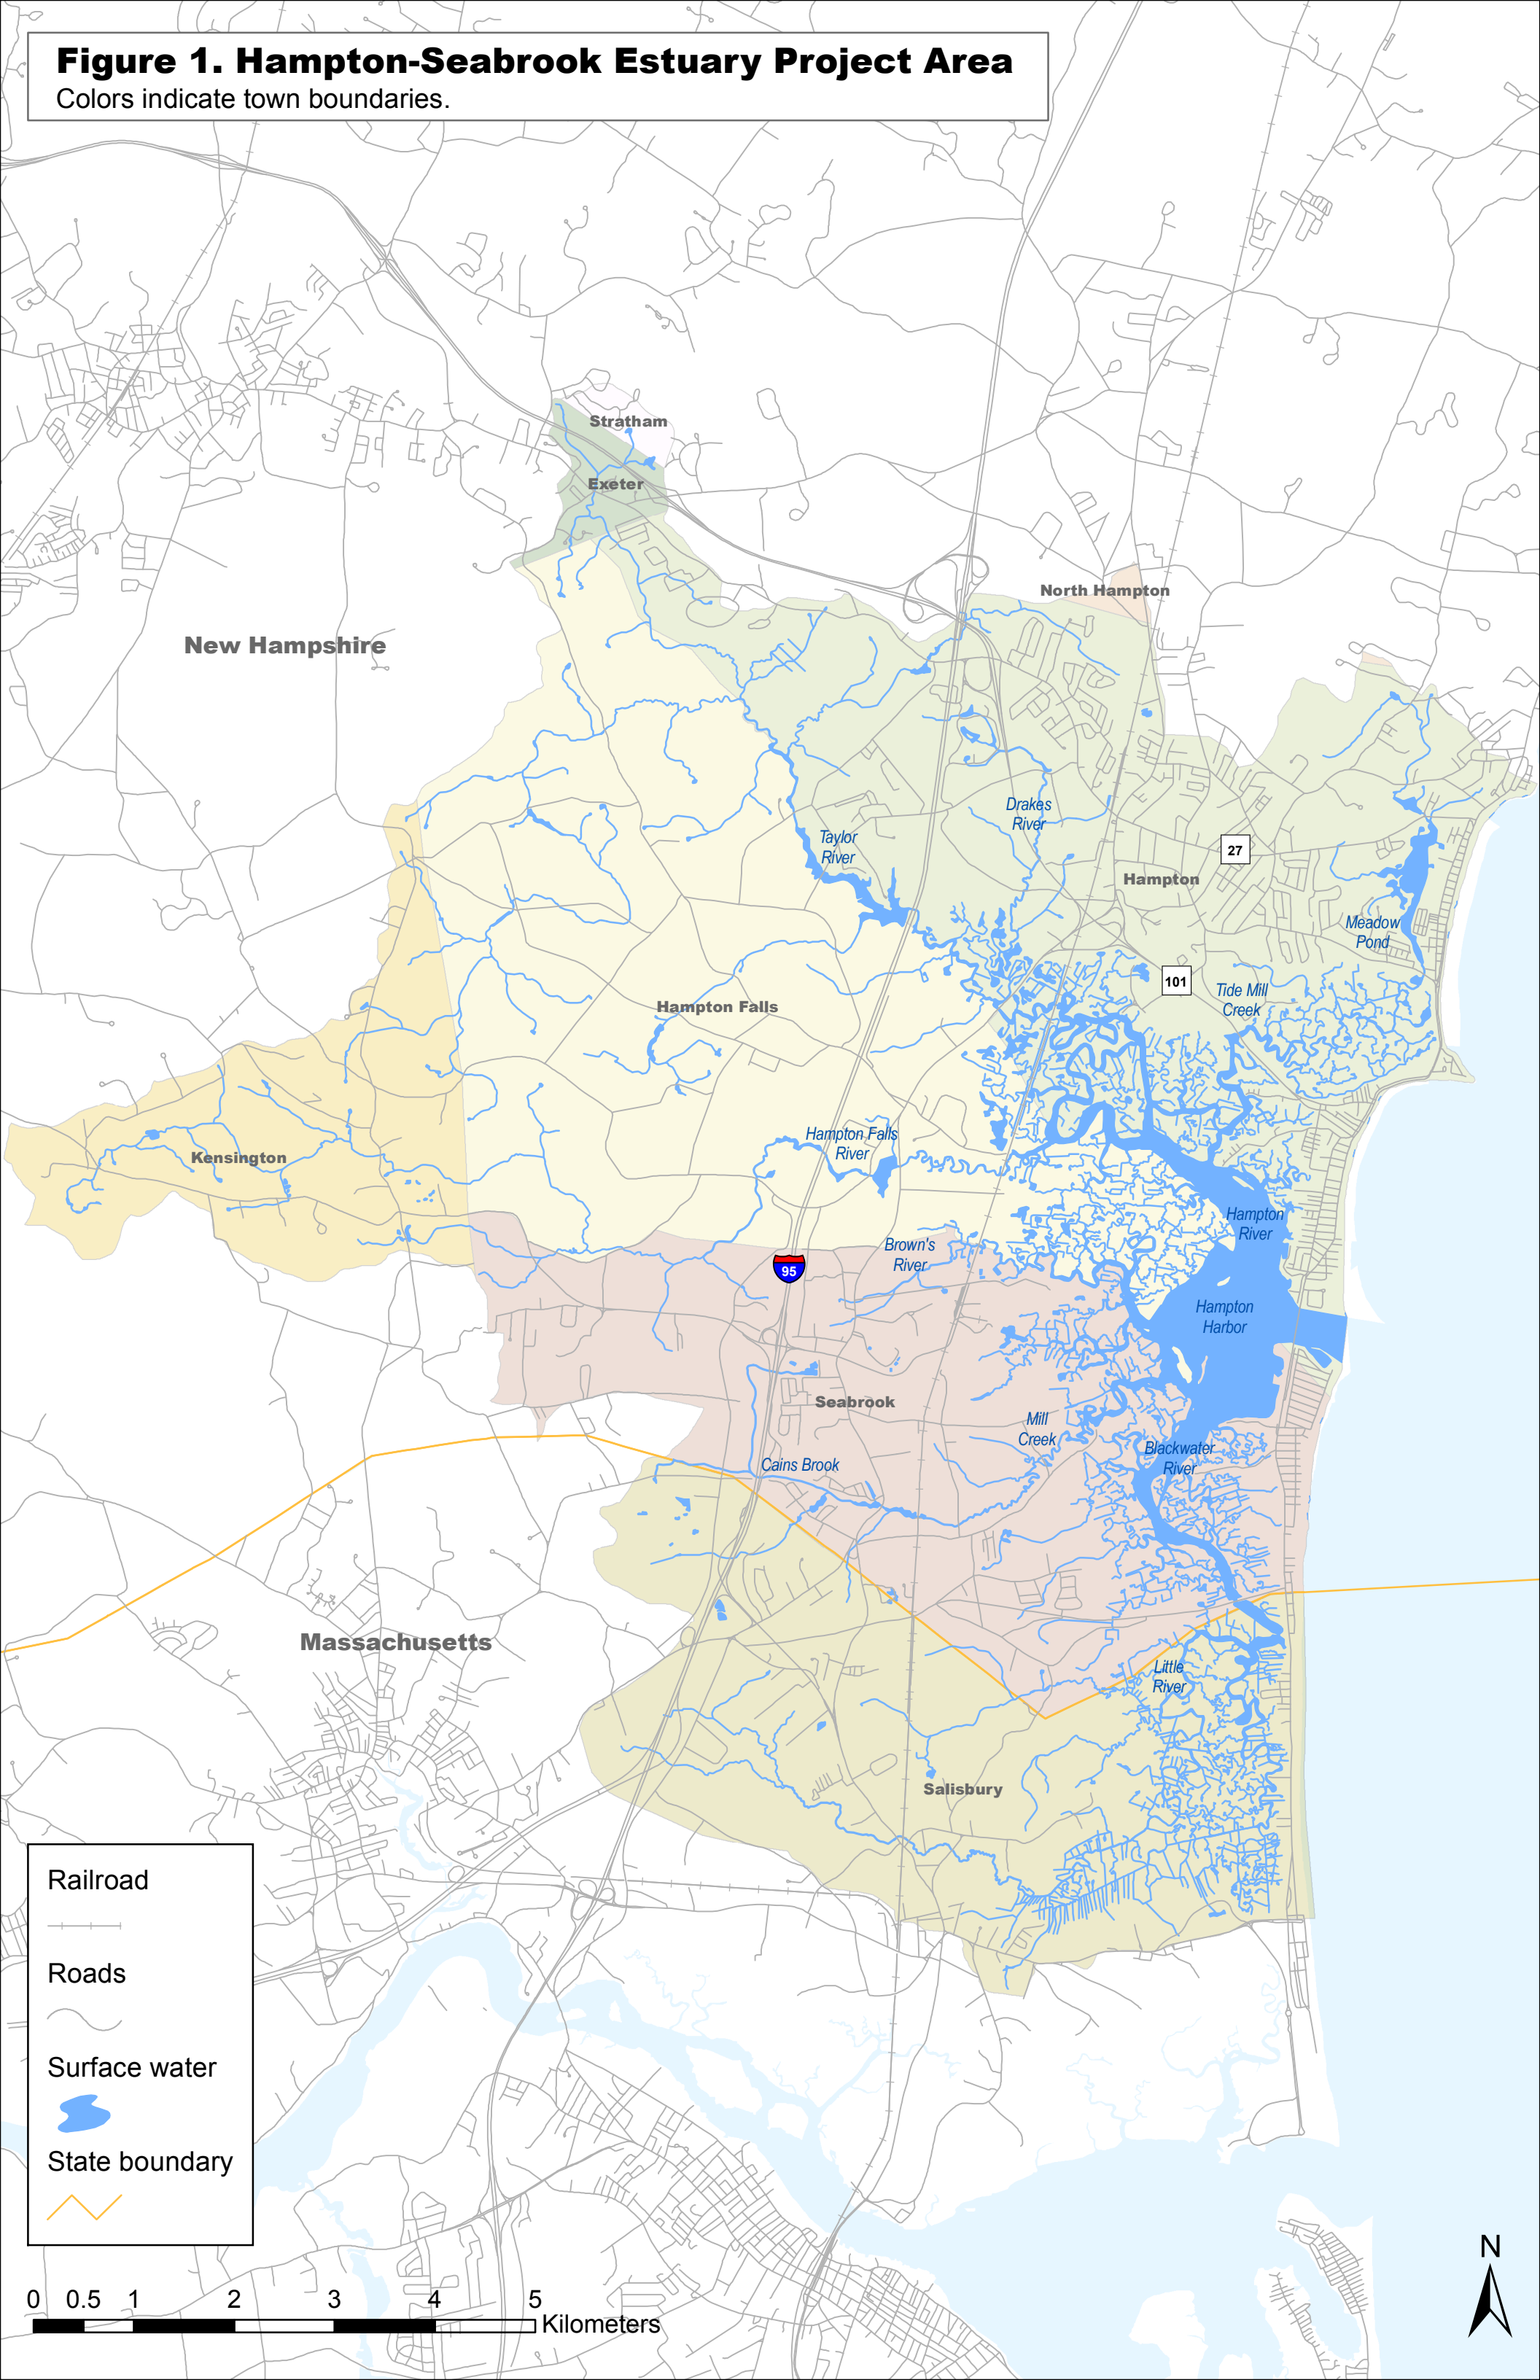 Figure 1. Hampton-Seabrook Estuary Project Area
Colors indicate town boundaries.
Stratham
Exeter
North Hampton
New Hampshire
Drakes
River
Taylor
River
27
Hampton
Meadow
Pond
101
Tide Mill
Creek
Hampton Falls
Hampton Falls
River
Kensington
Hampton
River
Brown's
River
95
Hampton
Harbor
Seabrook
Mill
Creek
Blackwater
River
Cains Brook
Massachusetts
Little
River
Salisbury
Railroad
Roads
Surface water
State boundary
N
0 0.5 1 2 3 4 5
Kilometers